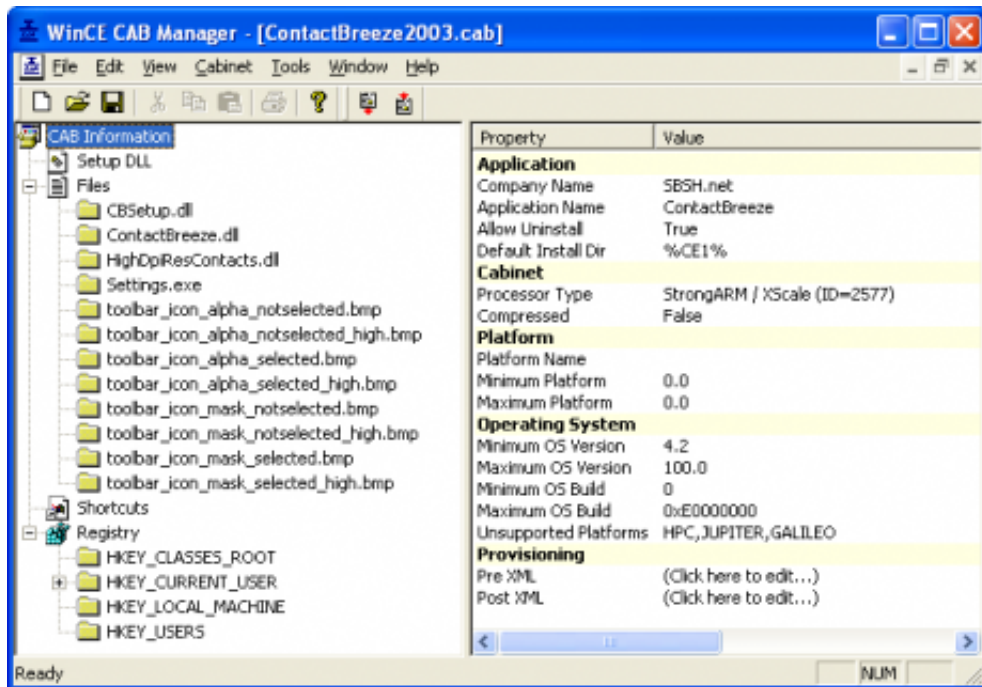 WinCE CAB Manager - [ContactBreeze2003.cab]
File Edit View Cabinet Tools Window Help
CAB Information
Setup DLL
Files
CBSetup.dll
ContactBreeze.dll
HighDpiResContacts.dll
Settings.exe
toolbar_icon_alpha_notselected.bmp
toolbar_icon_alpha_notselected_high.bmp
toolbar_icon_alpha_selected.bmp
toolbar_icon_alpha_selected_high.bmp
toolbar_icon_mask_notselected.bmp
toolbar_icon_mask_notselected_high.bmp
toolbar_icon_mask_selected.bmp
toolbar_icon_mask_selected_high.bmp
Shortcuts
Registry
HKEY_CLASSES_ROOT
HKEY_CURRENT_USER
HKEY_LOCAL_MACHINE
HKEY_USERS
Property Value
Application
Company Name SBSH.net
Application Name ContactBreeze
Allow Uninstall True
Default Install Dir %CE1%
Cabinet
Processor Type StrongARM / XScale (ID=2577)
Compressed False
Platform
Platform Name
Minimum Platform 0.0
Maximum Platform 0.0
Operating System
Minimum OS Version 4.2
Maximum OS Version 100.0
Minimum OS Build 0
Maximum OS Build 0xE0000000
Unsupported Platforms HPC,JUPITER,GALILEO
Provisioning
Pre XML (Click here to edit...)
Post XML (Click here to edit...)
Ready NUM